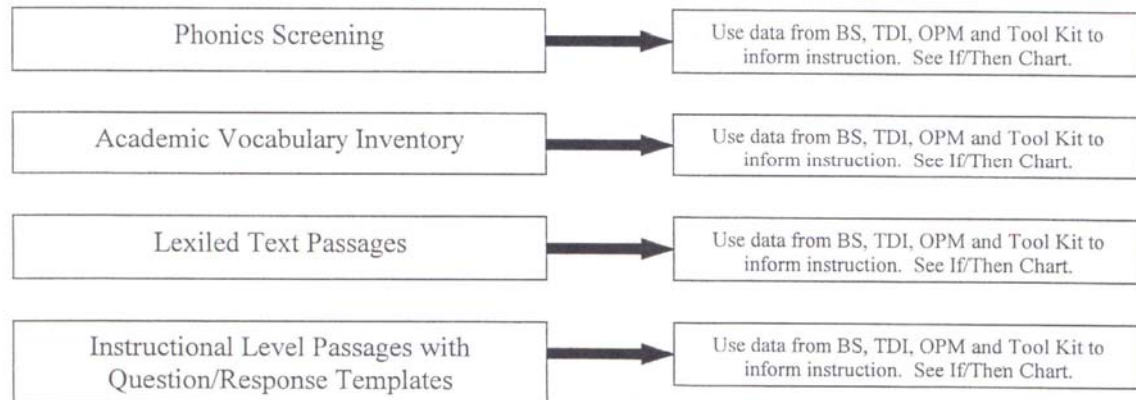 Phonics Screening
Use data from BS, TDI, OPM and Tool Kit to
inform instruction. See If/Then Chart.
Academic Vocabulary Inventory
Use data from BS, TDI, OPM and Tool Kit to
inform instruction. See If/Then Chart.
Lexiled Text Passages
Use data from BS, TDI, OPM and Tool Kit to
inform instruction. See If/Then Chart.
Instructional Level Passages with
Question/Response Templates
Use data from BS, TDI, OPM and Tool Kit to
inform instruction. See If/Then Chart.